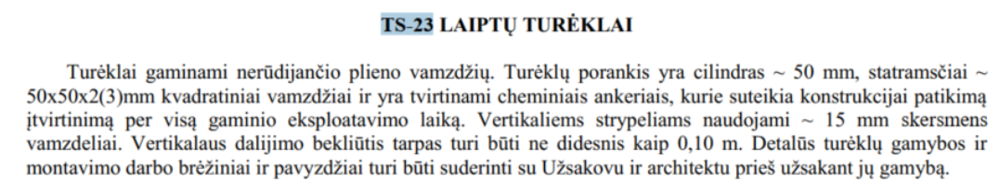 TS-23 LAIPTŲ TURĖKLAI
Turėklai gaminami nerūdijančio plieno vamzdžių. Turėklų porankis yra cilindras ~ 50 mm, statramsčiai ~
50x50x2(3)mm kvadratiniai vamzdžiai ir yra tvirtinami cheminiais ankeriais, kurie suteikia konstrukcijai patikimą
įtvirtinimą per visą gaminio eksploatavimo laiką. Vertikaliems strypeliams naudojami ~ 15 mm skersmens
vamzdeliai. Vertikalaus dalijimo bekliūtis tarpas turi būti ne didesnis kaip 0,10 m. Detalūs turėklų gamybos ir
montavimo darbo brėžiniai ir pavyzdžiai turi būti suderinti su Užsakovu ir architektu prieš užsakant jų gamybą.